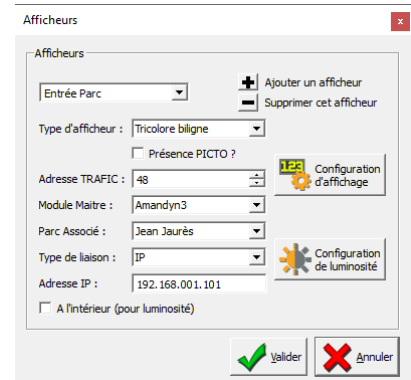 Afficheurs
x
Afficheurs
Entrée Parc
Ajouter un afficheur
Supprimer cet afficheur
Type d'afficheur : Tricolore biligne
Présence PICTO ?
Adresse TRAFIC : 48
123 Configuration
d'affichage
Module Maitre : Amandyn3
Parc Associé : Jean Jaurès
Type de liaison : IP
Configuration
de luminosité
Adresse IP : 192.168.001.101
A l'intérieur (pour luminosité)
Valider Annuler